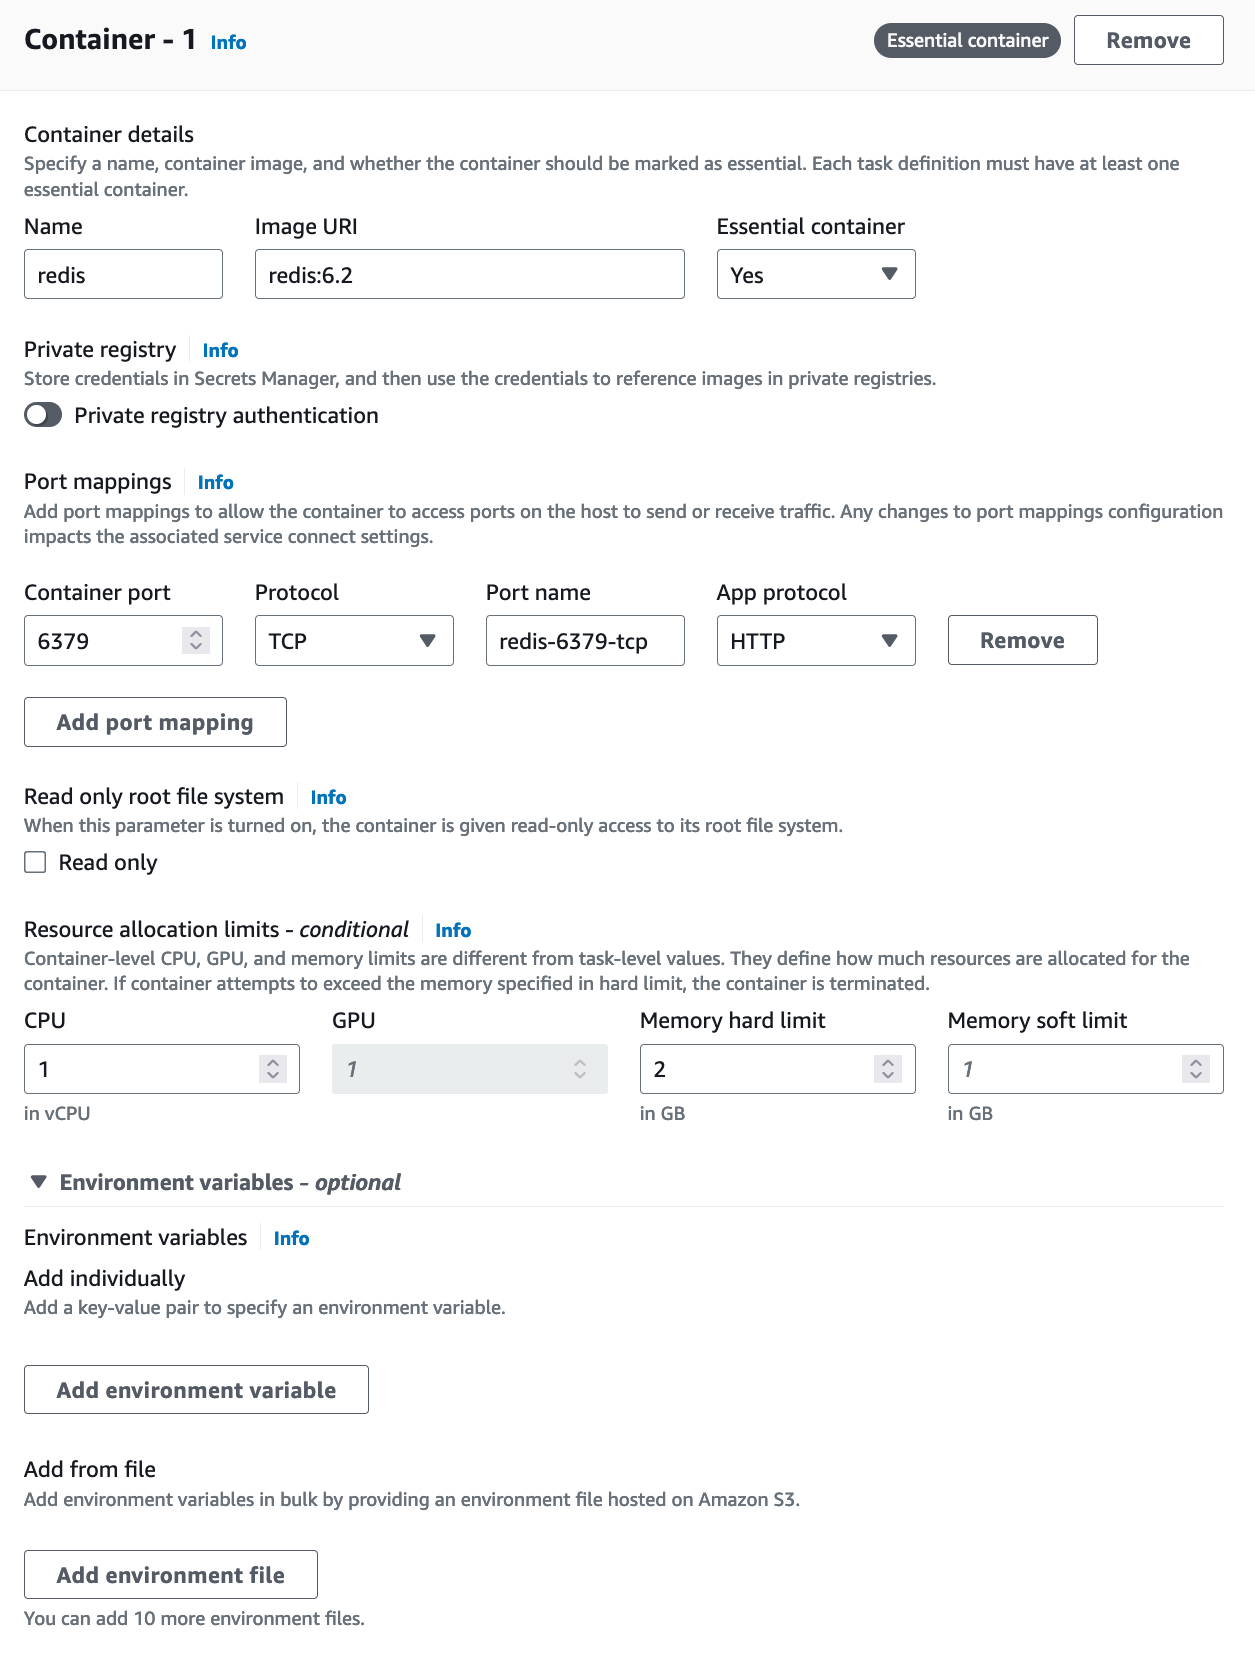 Container - 1 Info Essential container Remove
Container details
Specify a name, container image, and whether the container should be marked as essential. Each task definition must have at least one
essential container.
Name Image URI Essential container
redis redis:6.2 Yes
Private registry Info
Store credentials in Secrets Manager, and then use the credentials to reference images in private registries.
Private registry authentication
Port mappings Info
Add port mappings to allow the container to access ports on the host to send or receive traffic. Any changes to port mappings configuration
impacts the associated service connect settings.
Container port Protocol Port name App protocol
6379 TCP redis-6379-tcp HTTP Remove
Add port mapping
Read only root file system Info
When this parameter is turned on, the container is given read-only access to its root file system.
Read only
Resource allocation limits - conditional Info
Container-level CPU, GPU, and memory limits are different from task-level values. They define how much resources are allocated for the
container. If container attempts to exceed the memory specified in hard limit, the container is terminated.
CPU GPU Memory hard limit Memory soft limit
1 1 2 1
in vCPU in GB in GB
Environment variables - optional
Environment variables Info
Add individually
Add a key-value pair to specify an environment variable.
Add environment variable
Add from file
Add environment variables in bulk by providing an environment file hosted on Amazon S3.
Add environment file
You can add 10 more environment files.